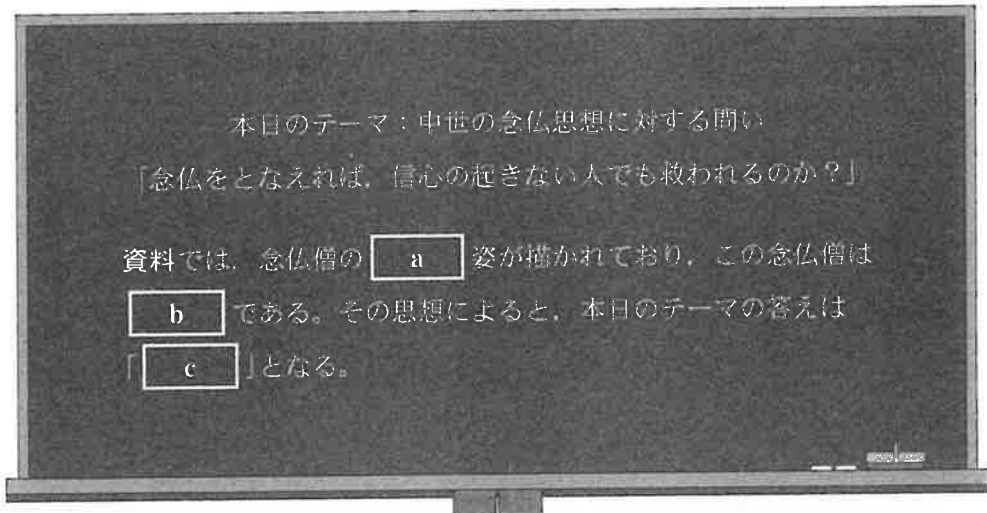 本日のテーマ：中世の念仏思想に対する問い
「念仏をとなえれば，信心の起きない人でも救われるのか？」
資料では，念仏僧の a 姿が描かれており，この念仏僧は
b である。その思想によると，本日のテーマの答えは
「 c 」となる。